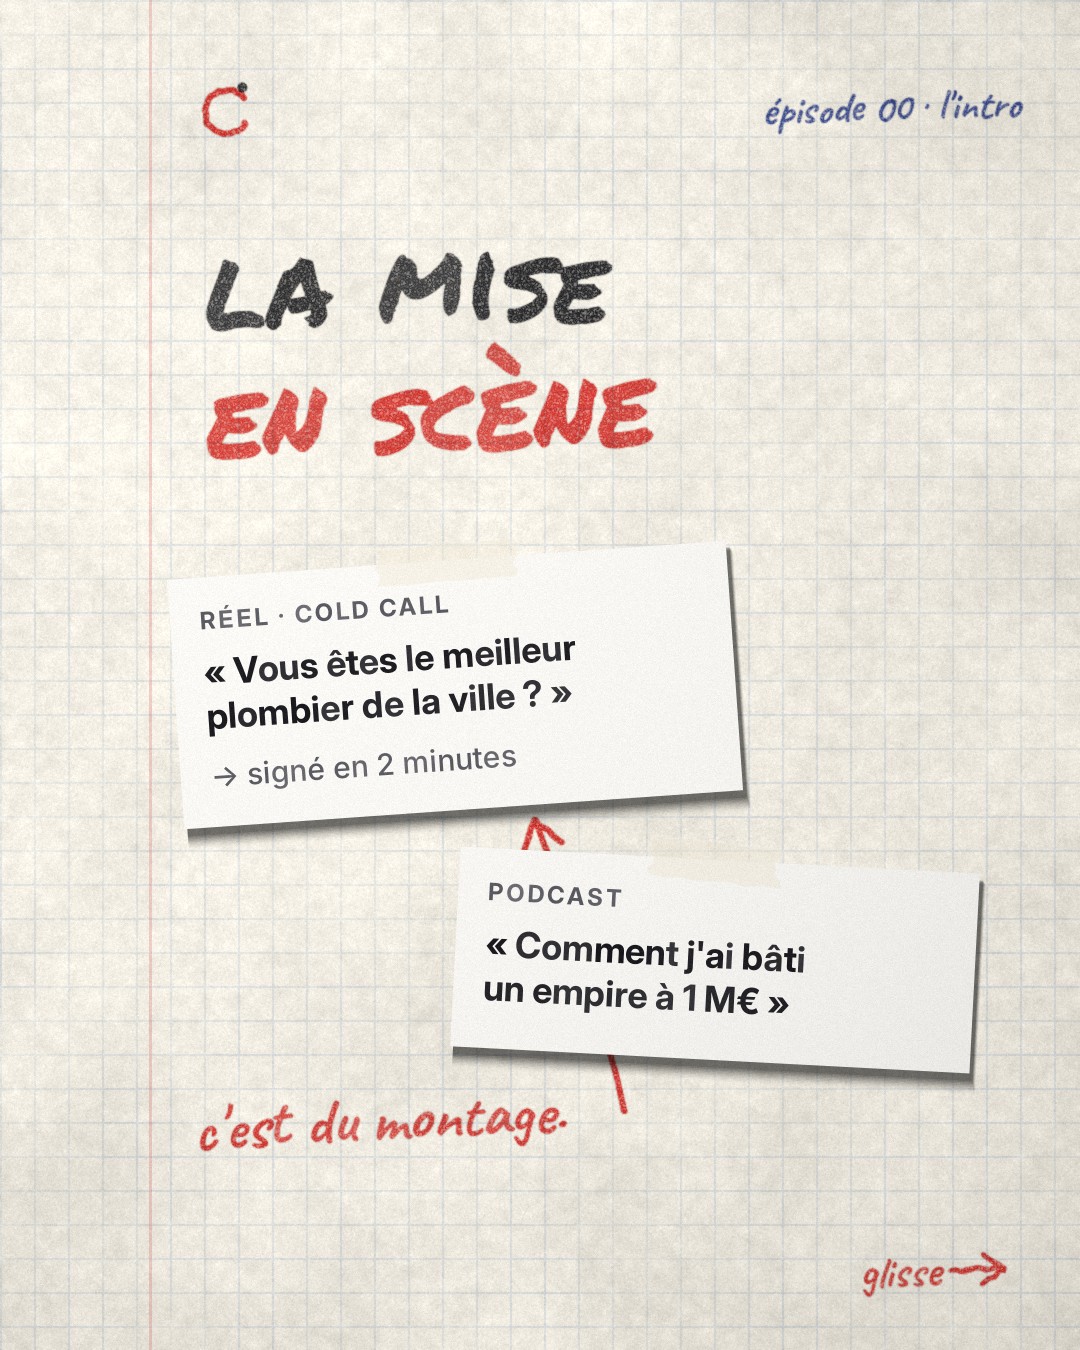 C
épisode 00 · l'intro
LA MISE
EN SCÈNE
RÉEL · COLD CALL
« Vous êtes le meilleur
plombier de la ville ? »
→ signé en 2 minutes
PODCAST
« Comment j'ai bâti
un empire à 1 M€ »
c'est du montage.
glisse →